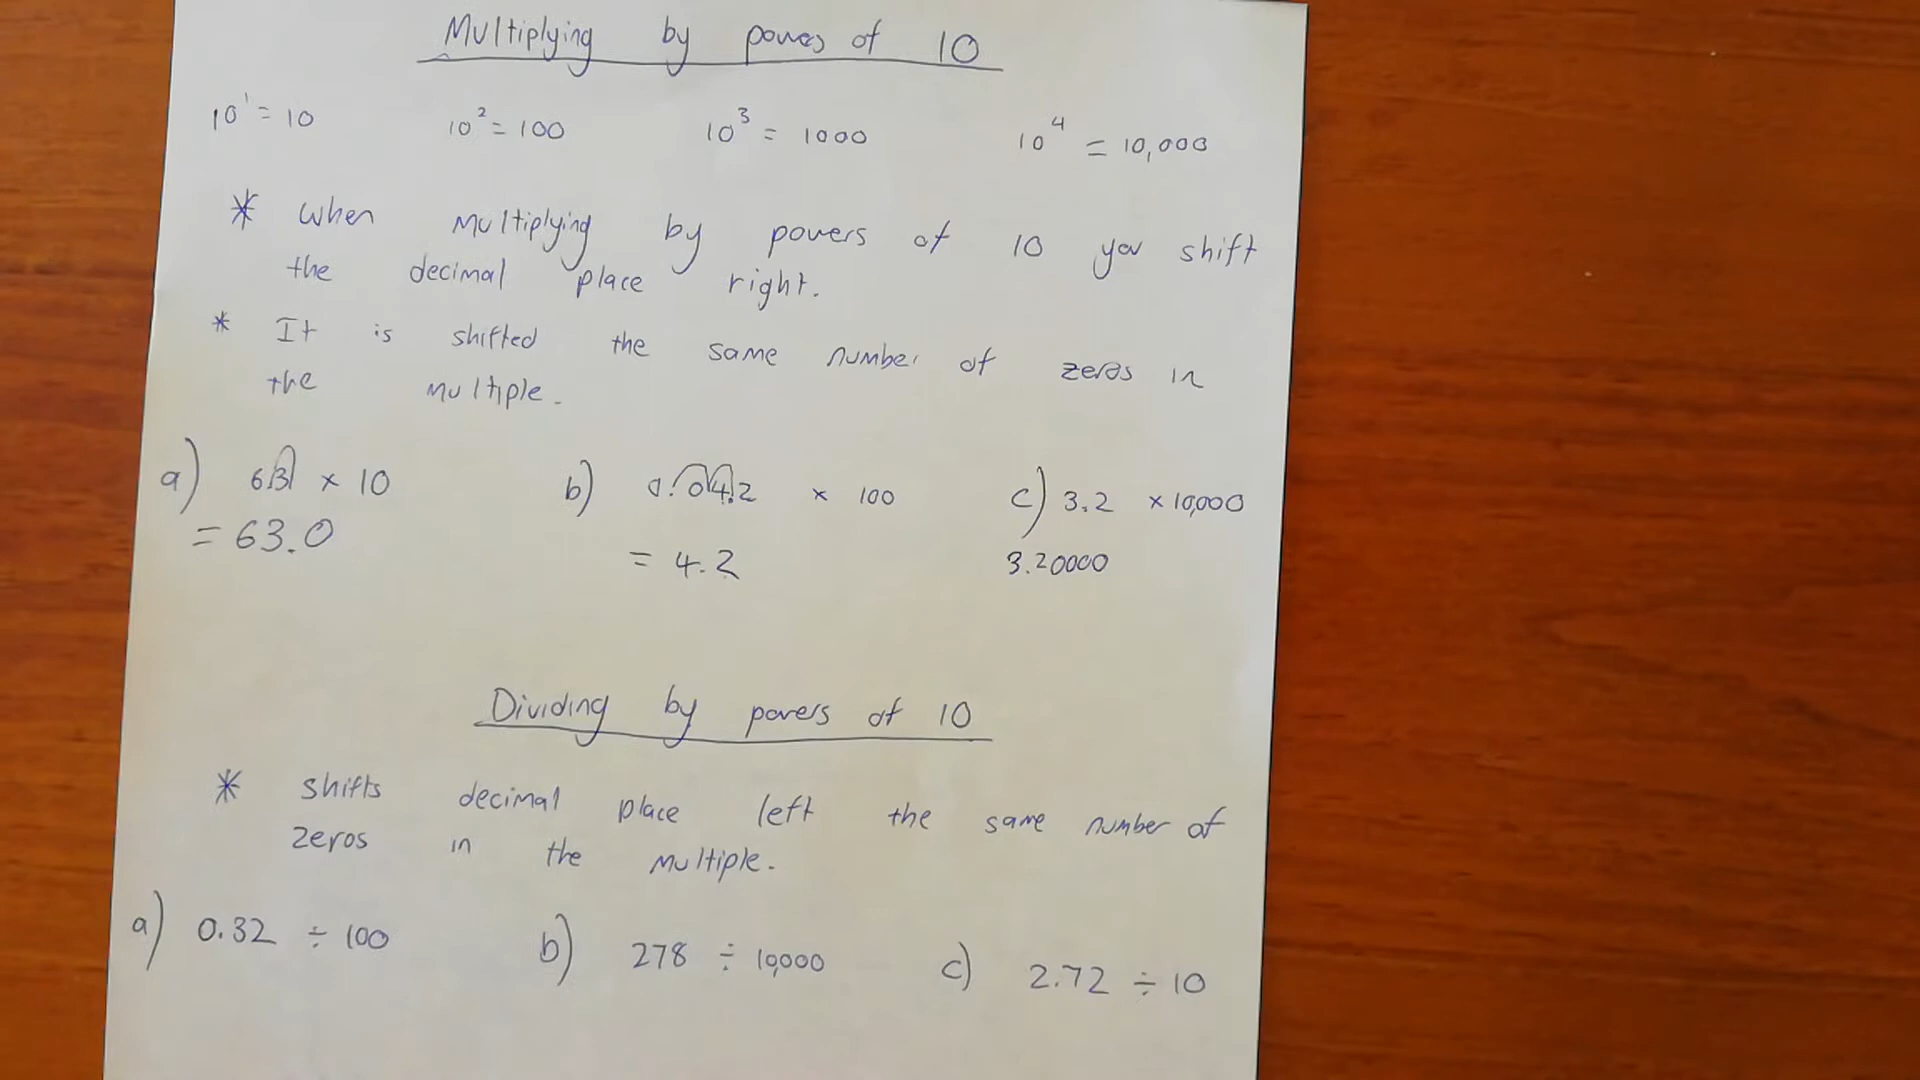 Multiplying by powers of 10
10¹ = 10 10² = 100 10³ = 1000 10⁴ = 10,000
* When multiplying by powers of 10 you shift
the decimal place right.
* It is shifted the same number of zeros in
the multiple.
a) 6.3 × 10 b) 0.04.2 × 100 c) 3.2 × 10,000
= 63.0 = 4.2 3.20000
Dividing by powers of 10
* shifts decimal place left the same number of
zeros in the multiple.
a) 0.32 ÷ 100 b) 278 ÷ 10,000 c) 2.72 ÷ 10